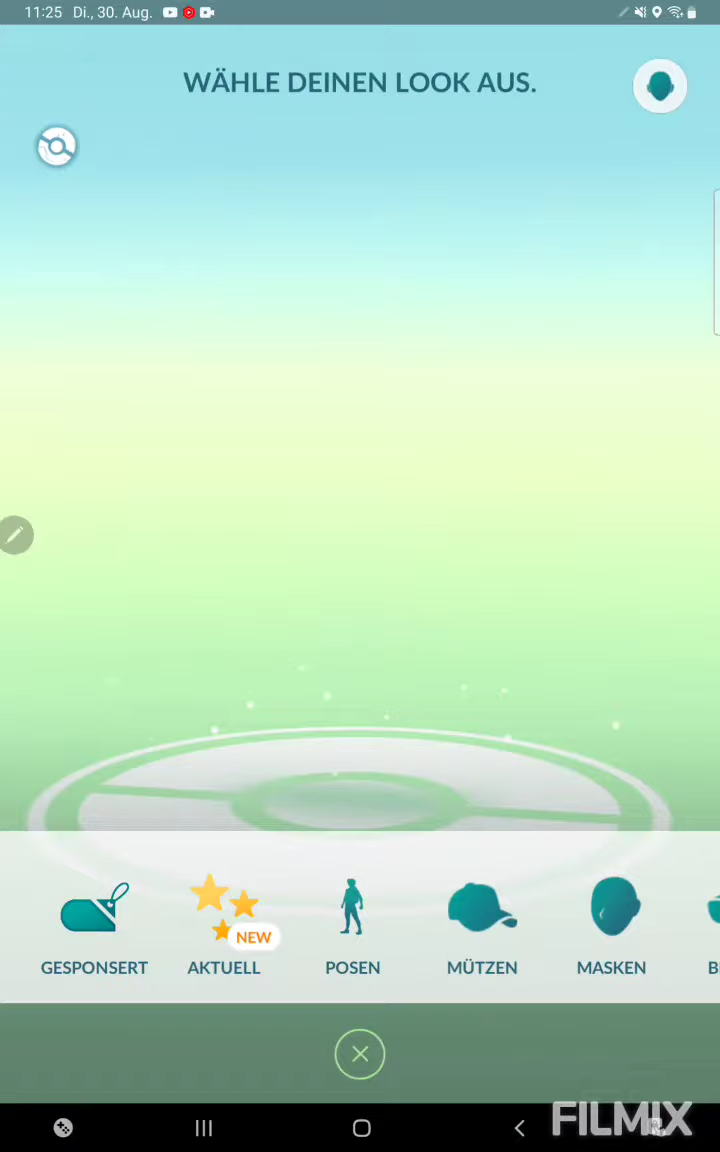 11:25 Di., 30. Aug.
WÄHLE DEINEN LOOK AUS.
NEW
GESPONSERT AKTUELL POSEN MÜTZEN MASKEN
FILMIX